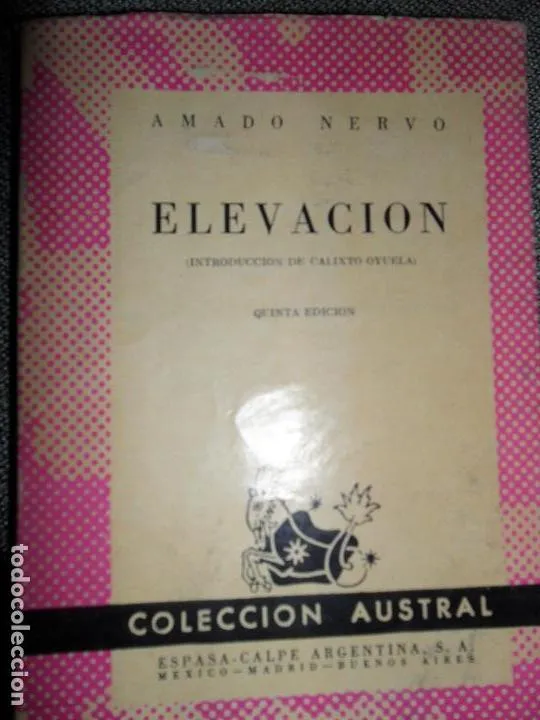 AMADO NERVO
ELEVACION
(INTRODUCCION DE CALIXTO OYUELA)
QUINTA EDICION
COLECCION AUSTRAL
ESPASA-CALPE ARGENTINA, S. A.
MEXICO—MADRID—BUENOS AIRES
todocoleccion